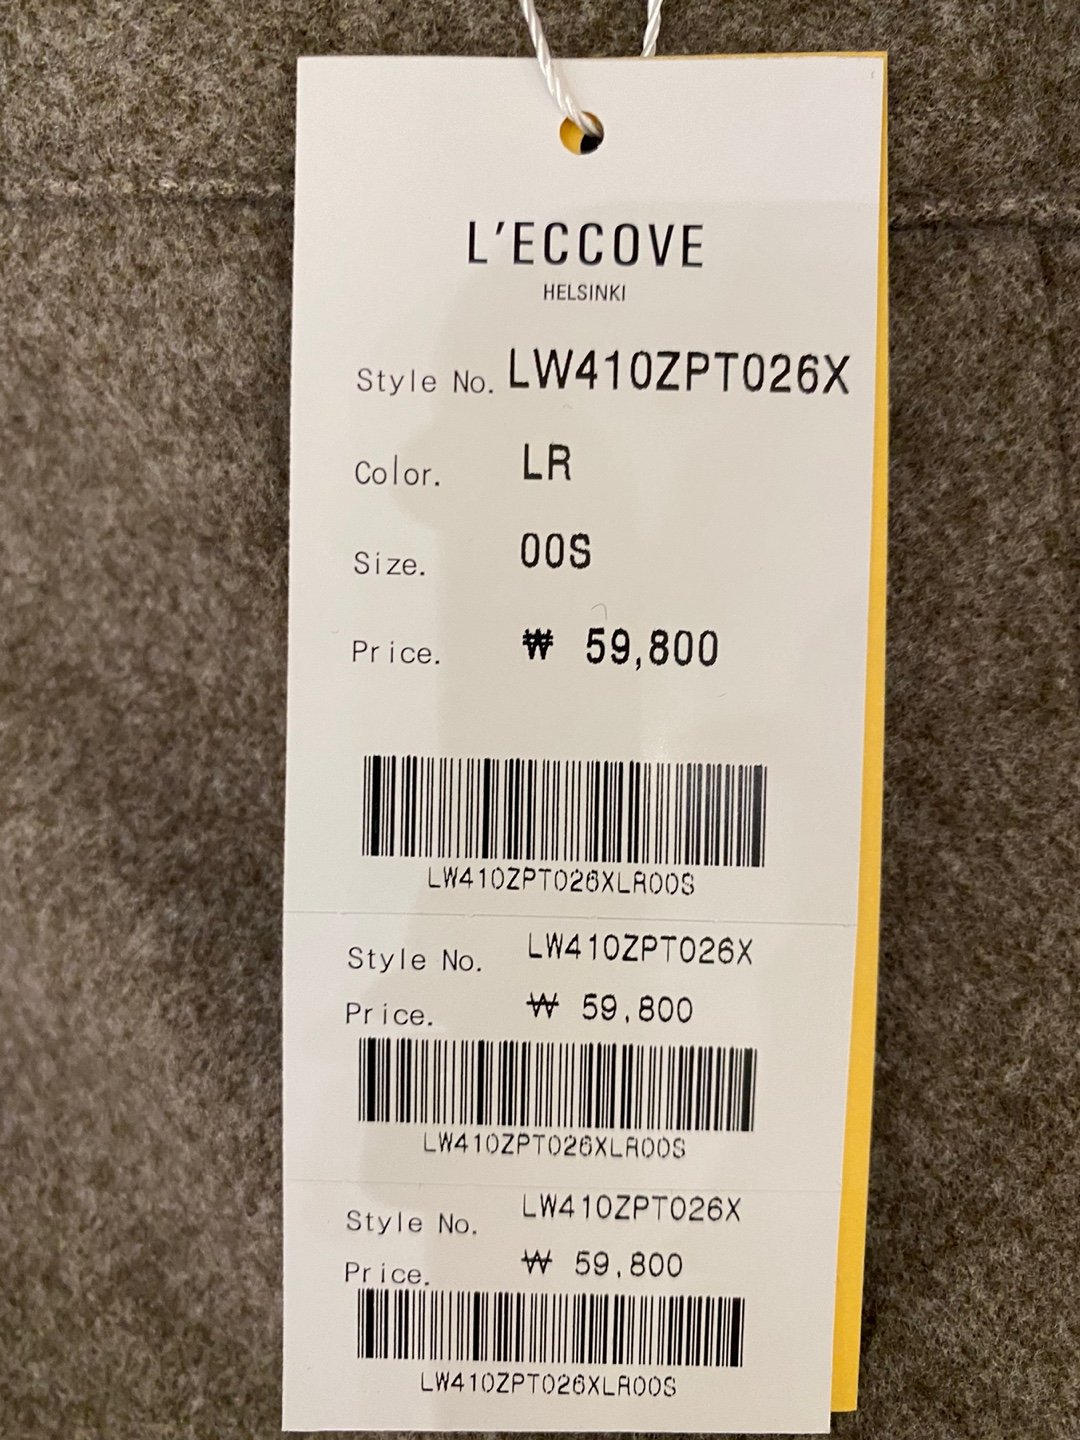 L'ECCOVE
HELSINKI
Style No. LW410ZPT026X
Color. LR
Size. 00S
Price. ₩ 59,800
LW410ZPT026XLR00S
Style No. LW410ZPT026X
Price. ₩ 59,800
LW410ZPT026XLR00S
Style No. LW410ZPT026X
Price. ₩ 59,800
LW410ZPT026XLR00S